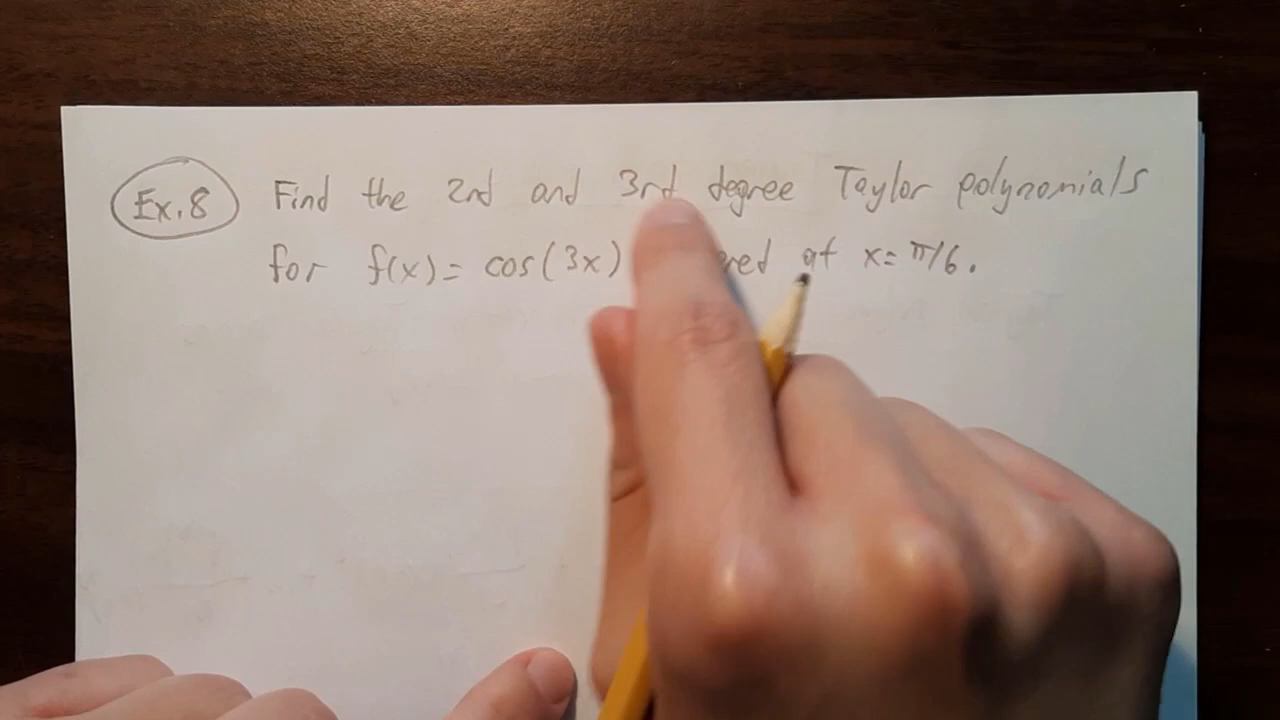 Ex. 8 Find the 2nd and 3rd degree Taylor polynomials
for f(x) = cos(3x) at x = π/6.